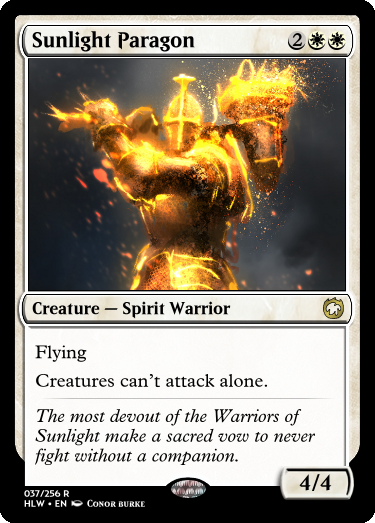 Sunlight Paragon 2
Creature — Spirit Warrior
Flying
Creatures can't attack alone.
The most devout of the Warriors of
Sunlight make a sacred vow to never
fight without a companion.
4/4
037/256 R
HLW • EN Conor Burke